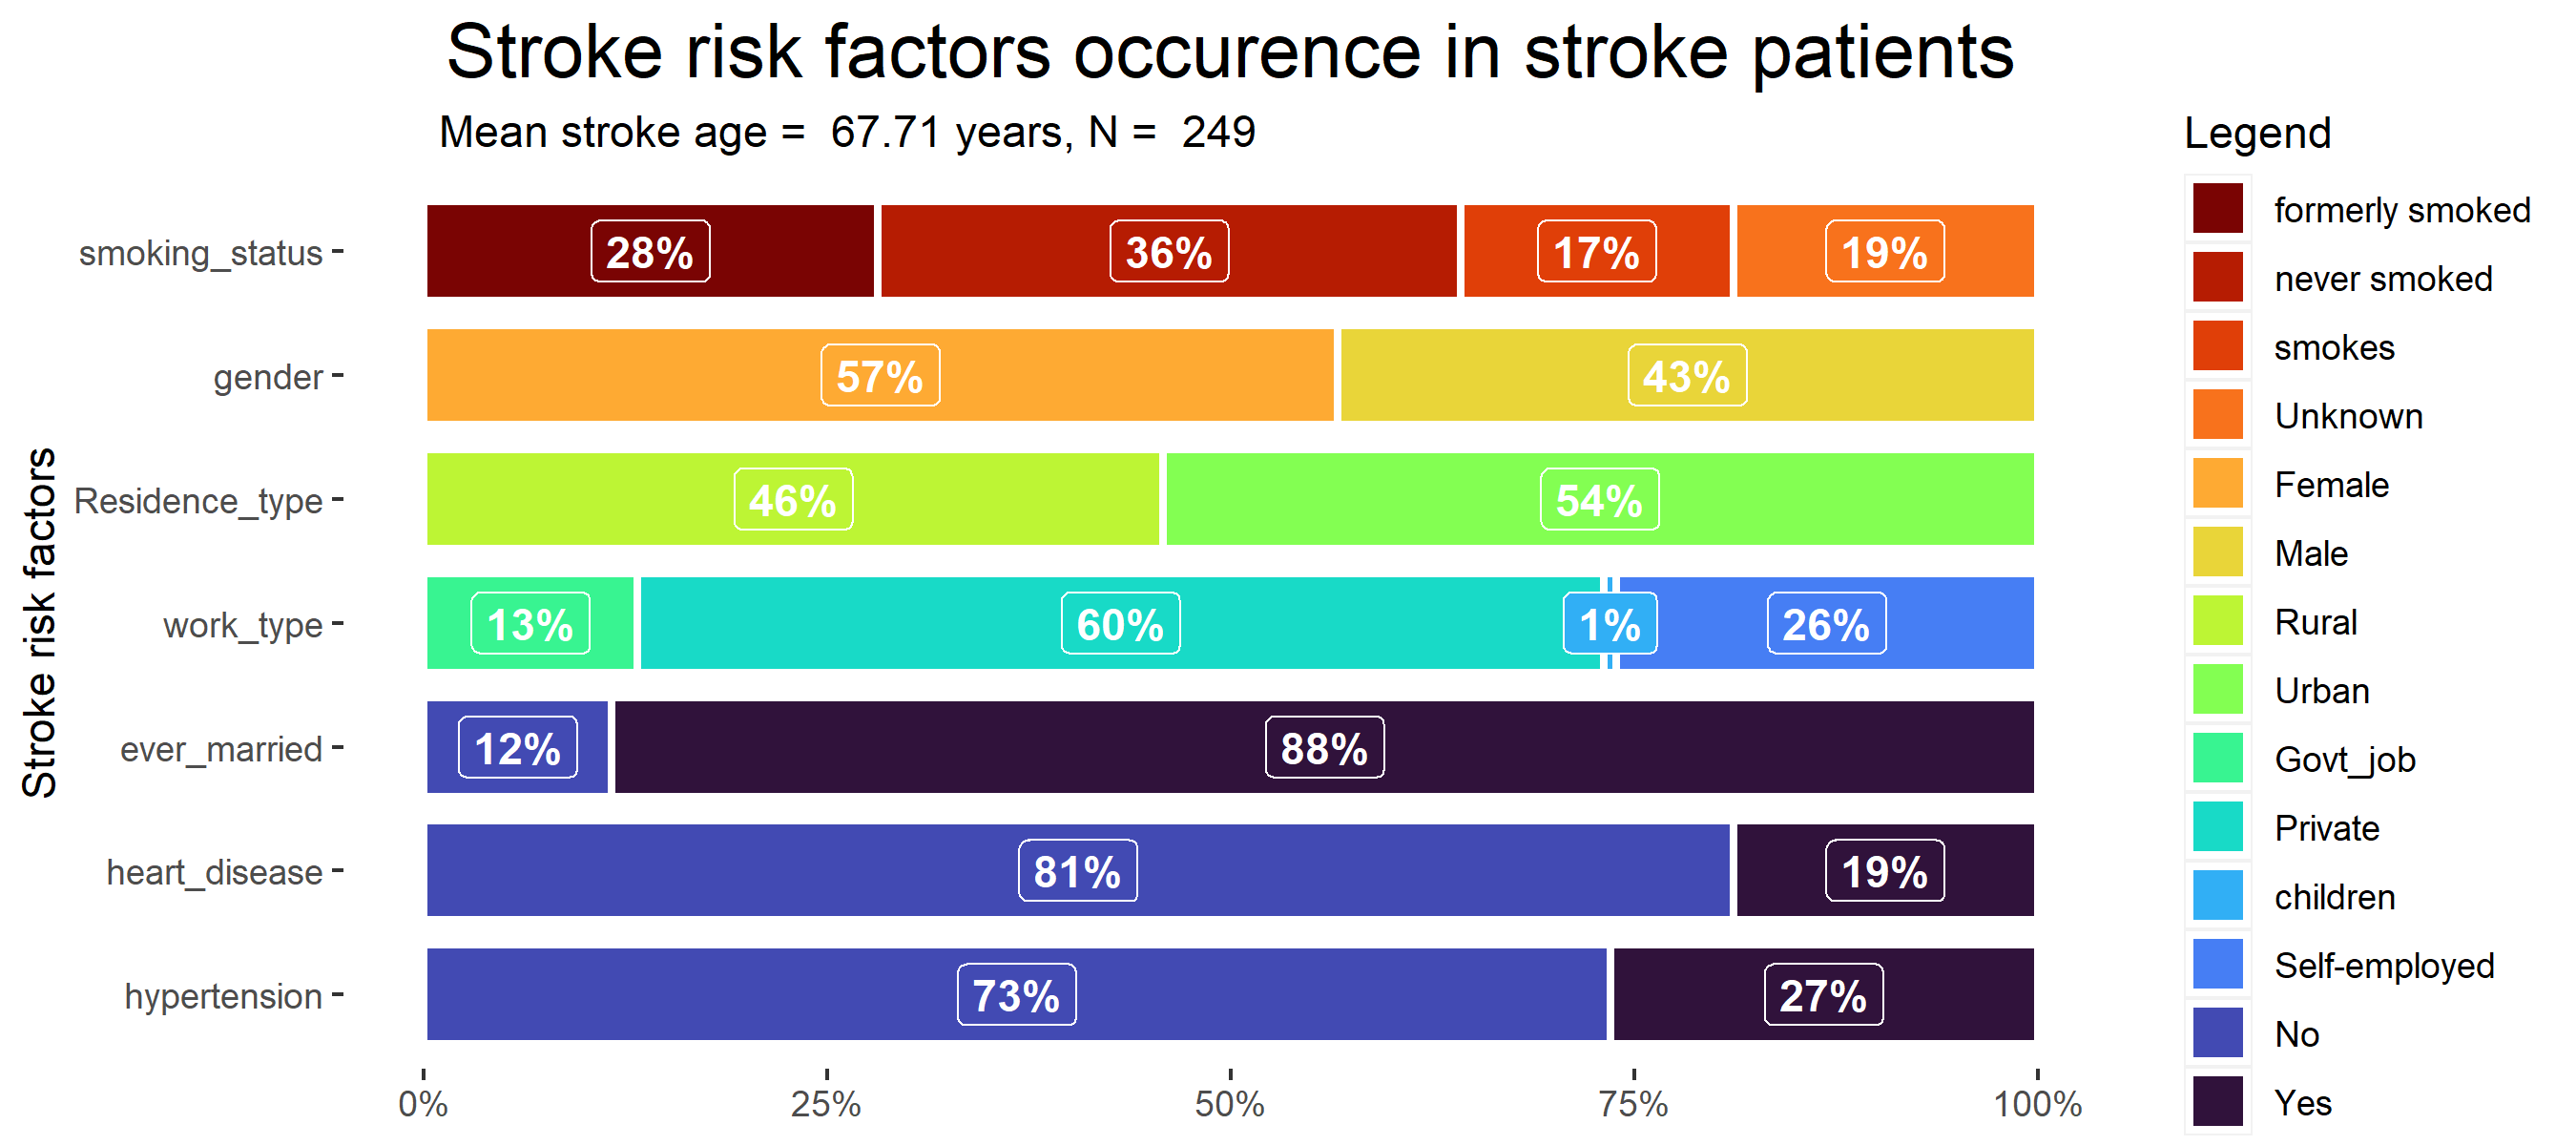 Stroke risk factors occurence in stroke patients
Mean stroke age =  67.71 years, N =  249
Stroke risk factors
smoking_status 28% 36% 17% 19%
gender 57% 43%
Residence_type 46% 54%
work_type 13% 60% 1% 26%
ever_married 12% 88%
heart_disease 81% 19%
hypertension 73% 27%
0% 25% 50% 75% 100%
Legend
formerly smoked
never smoked
smokes
Unknown
Female
Male
Rural
Urban
Govt_job
Private
children
Self-employed
No
Yes